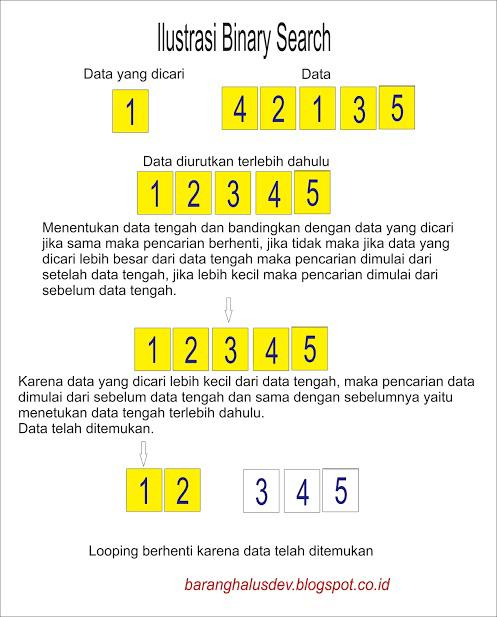 Ilustrasi Binary Search
Data yang dicari
Data
1
4 2 1 3 5
Data diurutkan terlebih dahulu
1 2 3 4 5
Menentukan data tengah dan bandingkan dengan data yang dicari
jika sama maka pencarian berhenti, jika tidak maka jika data yang
dicari lebih besar dari data tengah maka pencarian dimulai dari
setelah data tengah, jika lebih kecil maka pencarian dimulai dari
sebelum data tengah.
1 2 3 4 5
Karena data yang dicari lebih kecil dari data tengah, maka pencarian data
dimulai dari sebelum data tengah dan sama dengan sebelumnya yaitu
menetukan data tengah terlebih dahulu.
Data telah ditemukan.
1 2 3 4 5
Looping berhenti karena data telah ditemukan
baranghalusdev.blogspot.co.id